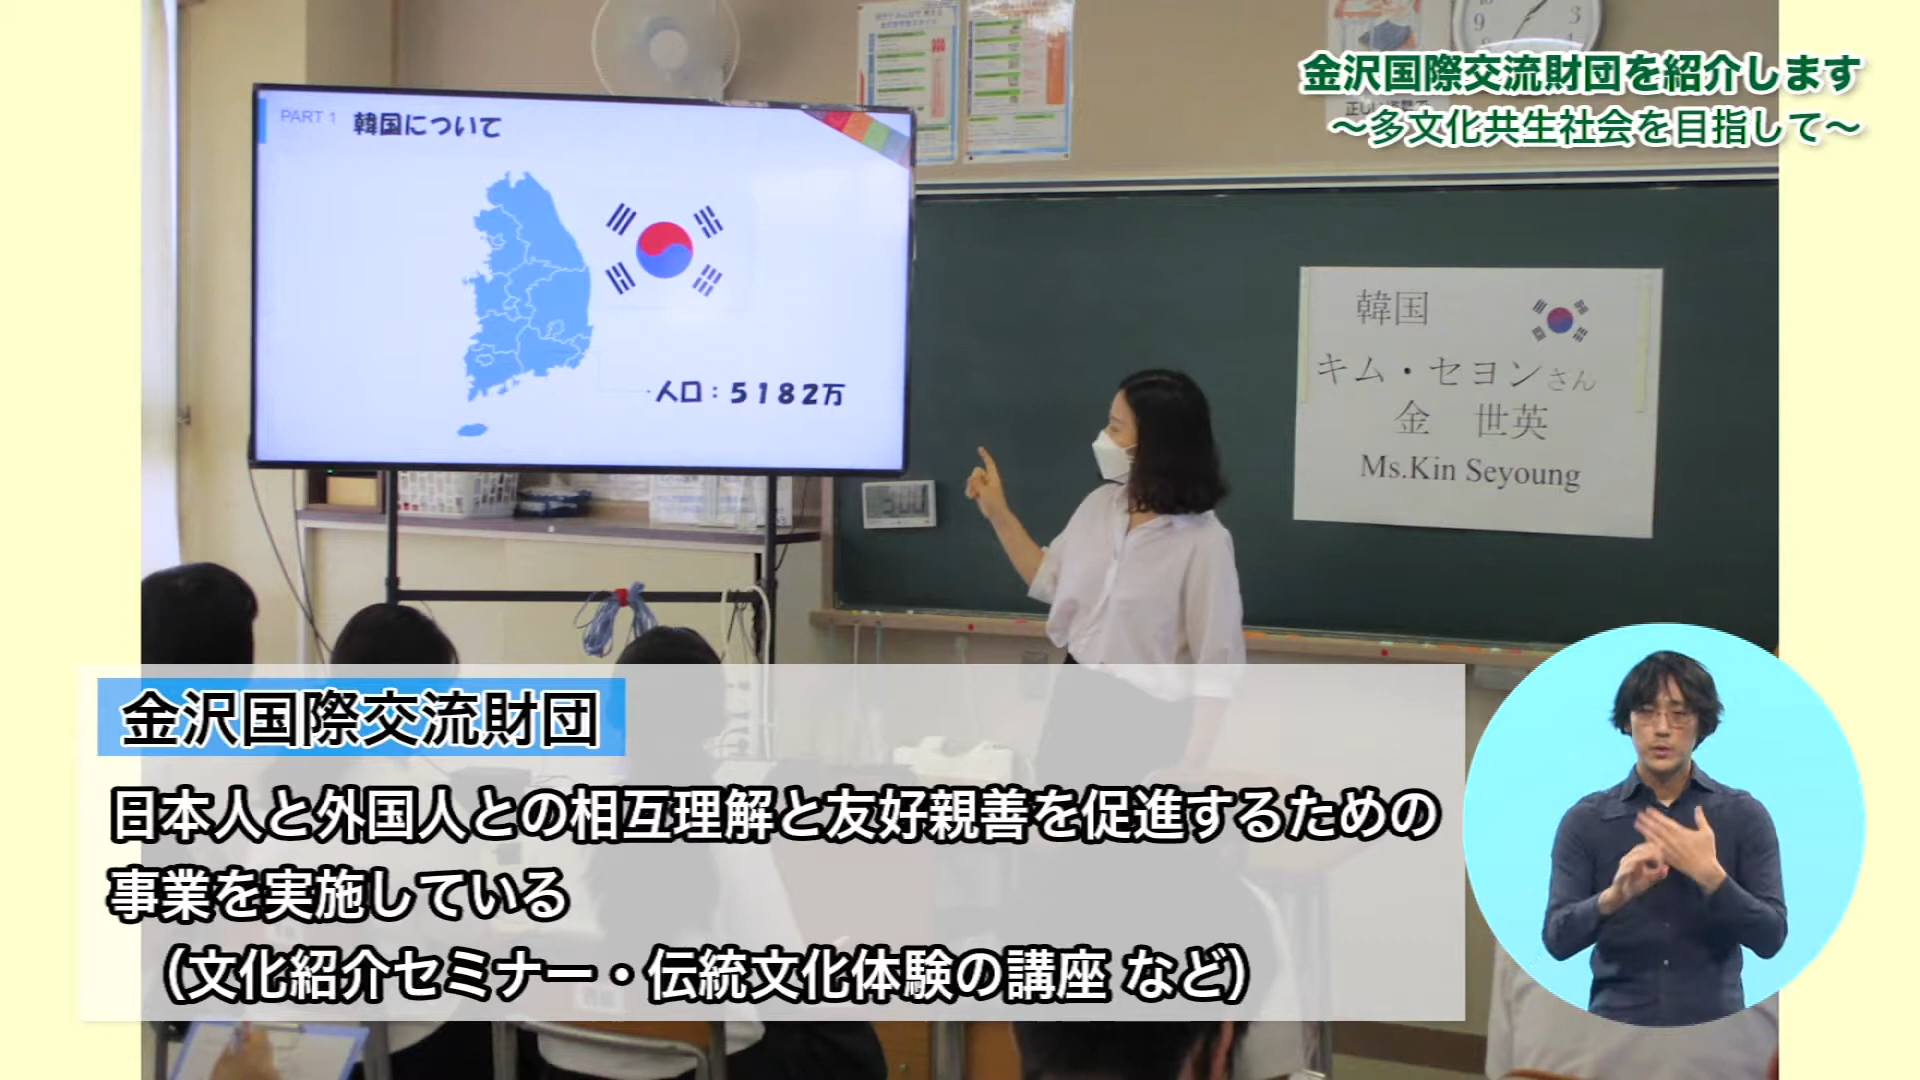 金沢国際交流財団を紹介します
～多文化共生社会を目指して～
PART 1 韓国について
人口：5182万
韓国
キム・セヨンさん
金 世英
Ms.Kin Seyoung
金沢国際交流財団
日本人と外国人との相互理解と友好親善を促進するための
事業を実施している
（文化紹介セミナー・伝統文化体験の講座 など）